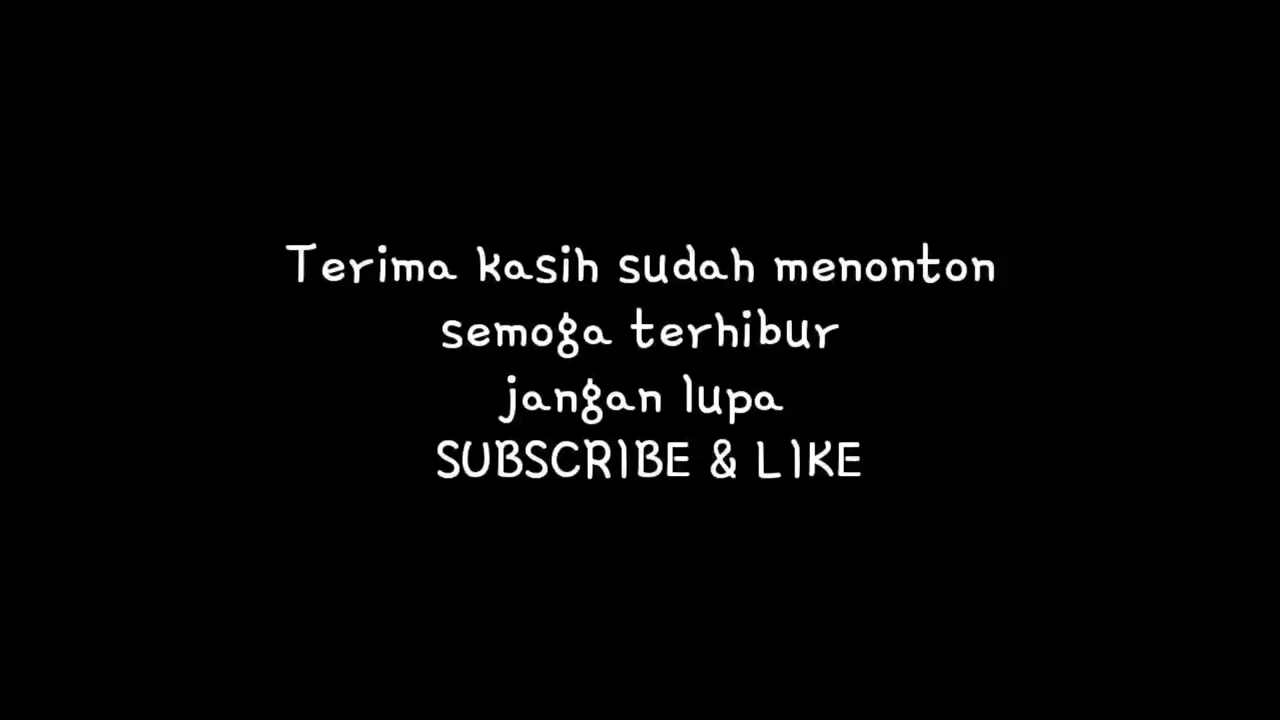 Terima kasih sudah menonton
semoga terhibur
jangan lupa
SUBSCRIBE & LIKE